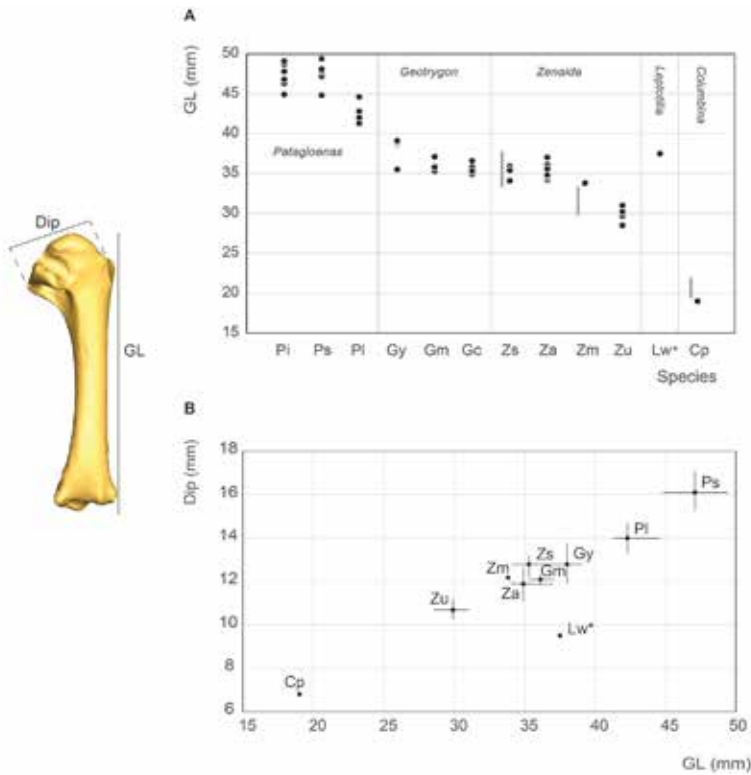 A
GL (mm)
50
45
40
35
30
25
20
15
Patagioenas
Geotrygon
Zenaida
Leptotila
Columbina
Pi Ps Pl Gy Gm Gc Zs Za Zm Zu Lw* Cp
Species
Dip
GL
B
Dip (mm)
18
16
14
12
10
8
6
Ps
Pl
Zs Gy
Zm Gm
Za
Zu
Lw*
Cp
15 20 25 30 35 40 45 50
GL (mm)